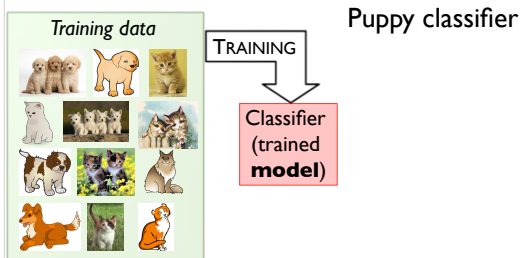 Puppy classifier
Training data
TRAINING
Classifier
(trained
model)